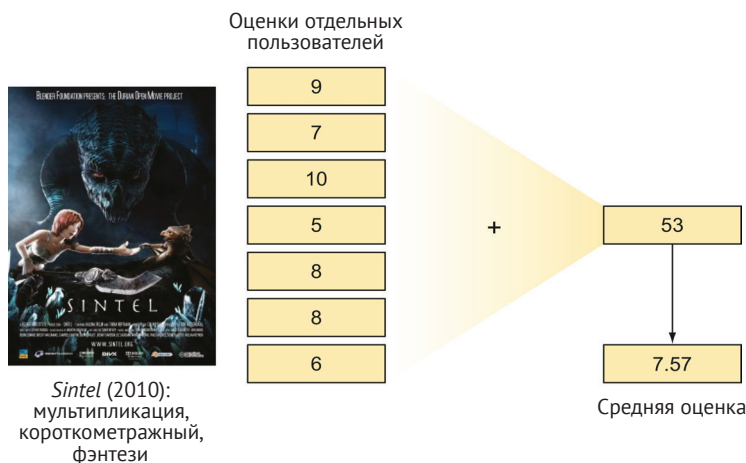 Оценки отдельных
пользователей
BLENDER FOUNDATION PRESENTS: THE DURIAN OPEN MOVIE PROJECT
SINTEL
WWW.SINTEL.ORG
9
7
10
5
8
8
6
+
53
7.57
Средняя оценка
Sintel (2010):
мультипликация,
короткометражный,
фэнтези